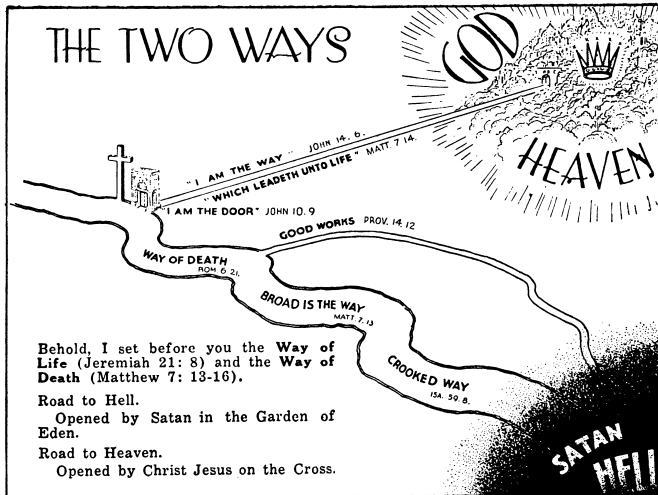 THE TWO WAYS
GOD
HEAVEN
"I AM THE WAY" JOHN 14. 6.
"WHICH LEADETH UNTO LIFE" MATT. 7 14.
"I AM THE DOOR" JOHN 10. 9
GOOD WORKS PROV. 14. 12
WAY OF DEATH
ROM. 6 21.
BROAD IS THE WAY
MATT. 7. 13
CROOKED WAY
ISA. 59. 8.
Behold, I set before you the Way of
Life (Jeremiah 21: 8) and the Way of
Death (Matthew 7: 13-16).
Road to Hell.
Opened by Satan in the Garden of
Eden.
Road to Heaven.
Opened by Christ Jesus on the Cross.
SATAN
HELL